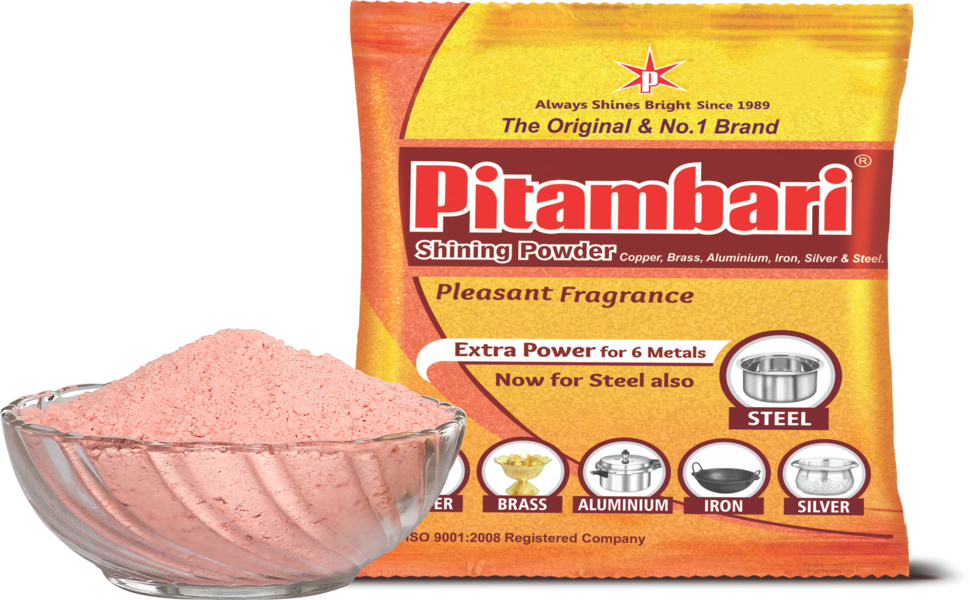 P
Always Shines Bright Since 1989
The Original & No.1 Brand
Pitambari®
Shining Powder Copper, Brass, Aluminium, Iron, Silver & Steel.
Pleasant Fragrance
Extra Power for 6 Metals
Now for Steel also
STEEL
ER BRASS ALUMINIUM IRON SILVER
ISO 9001:2008 Registered Company